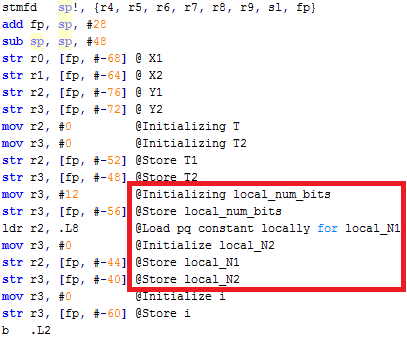 stmfd sp!, {r4, r5, r6, r7, r8, r9, sl, fp}
add fp, sp, #28
sub sp, sp, #48
str r0, [fp, #-68] @ X1
str r1, [fp, #-64] @ X2
str r2, [fp, #-76] @ Y1
str r3, [fp, #-72] @ Y2
mov r2, #0 @Initializing T
mov r3, #0 @Initializing T2
str r2, [fp, #-52] @Store T1
str r3, [fp, #-48] @Store T2
mov r3, #12 @Initializing local_num_bits
str r3, [fp, #-56] @Store local_num_bits
ldr r2, .L8 @Load pq constant locally for local_N1
mov r3, #0 @Initialize local_N2
str r2, [fp, #-44] @Store local_N1
str r3, [fp, #-40] @Store local_N2
mov r3, #0 @Initialize i
str r3, [fp, #-60] @Store i
b .L2